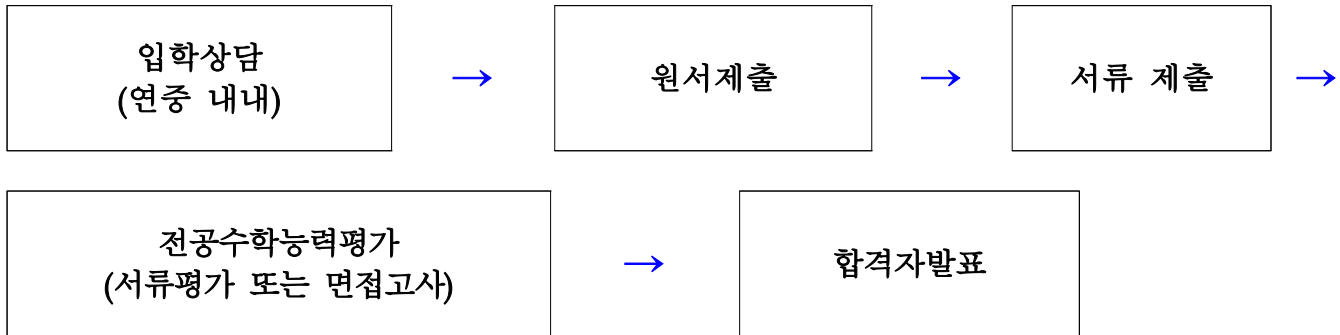 입학상담
(연중 내내)
→
원서제출
→
서류 제출
→
전공수학능력평가
(서류평가 또는 면접고사)
→
합격자발표